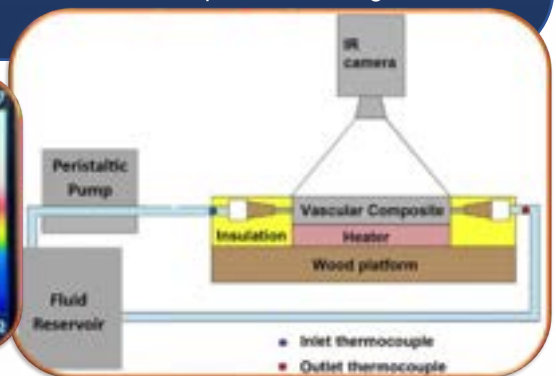 IR
camera
Peristaltic
Pump
Vascular Composite
Insulation
Heater
Wood platform
Fluid
Reservoir
Inlet thermocouple
Outlet thermocouple